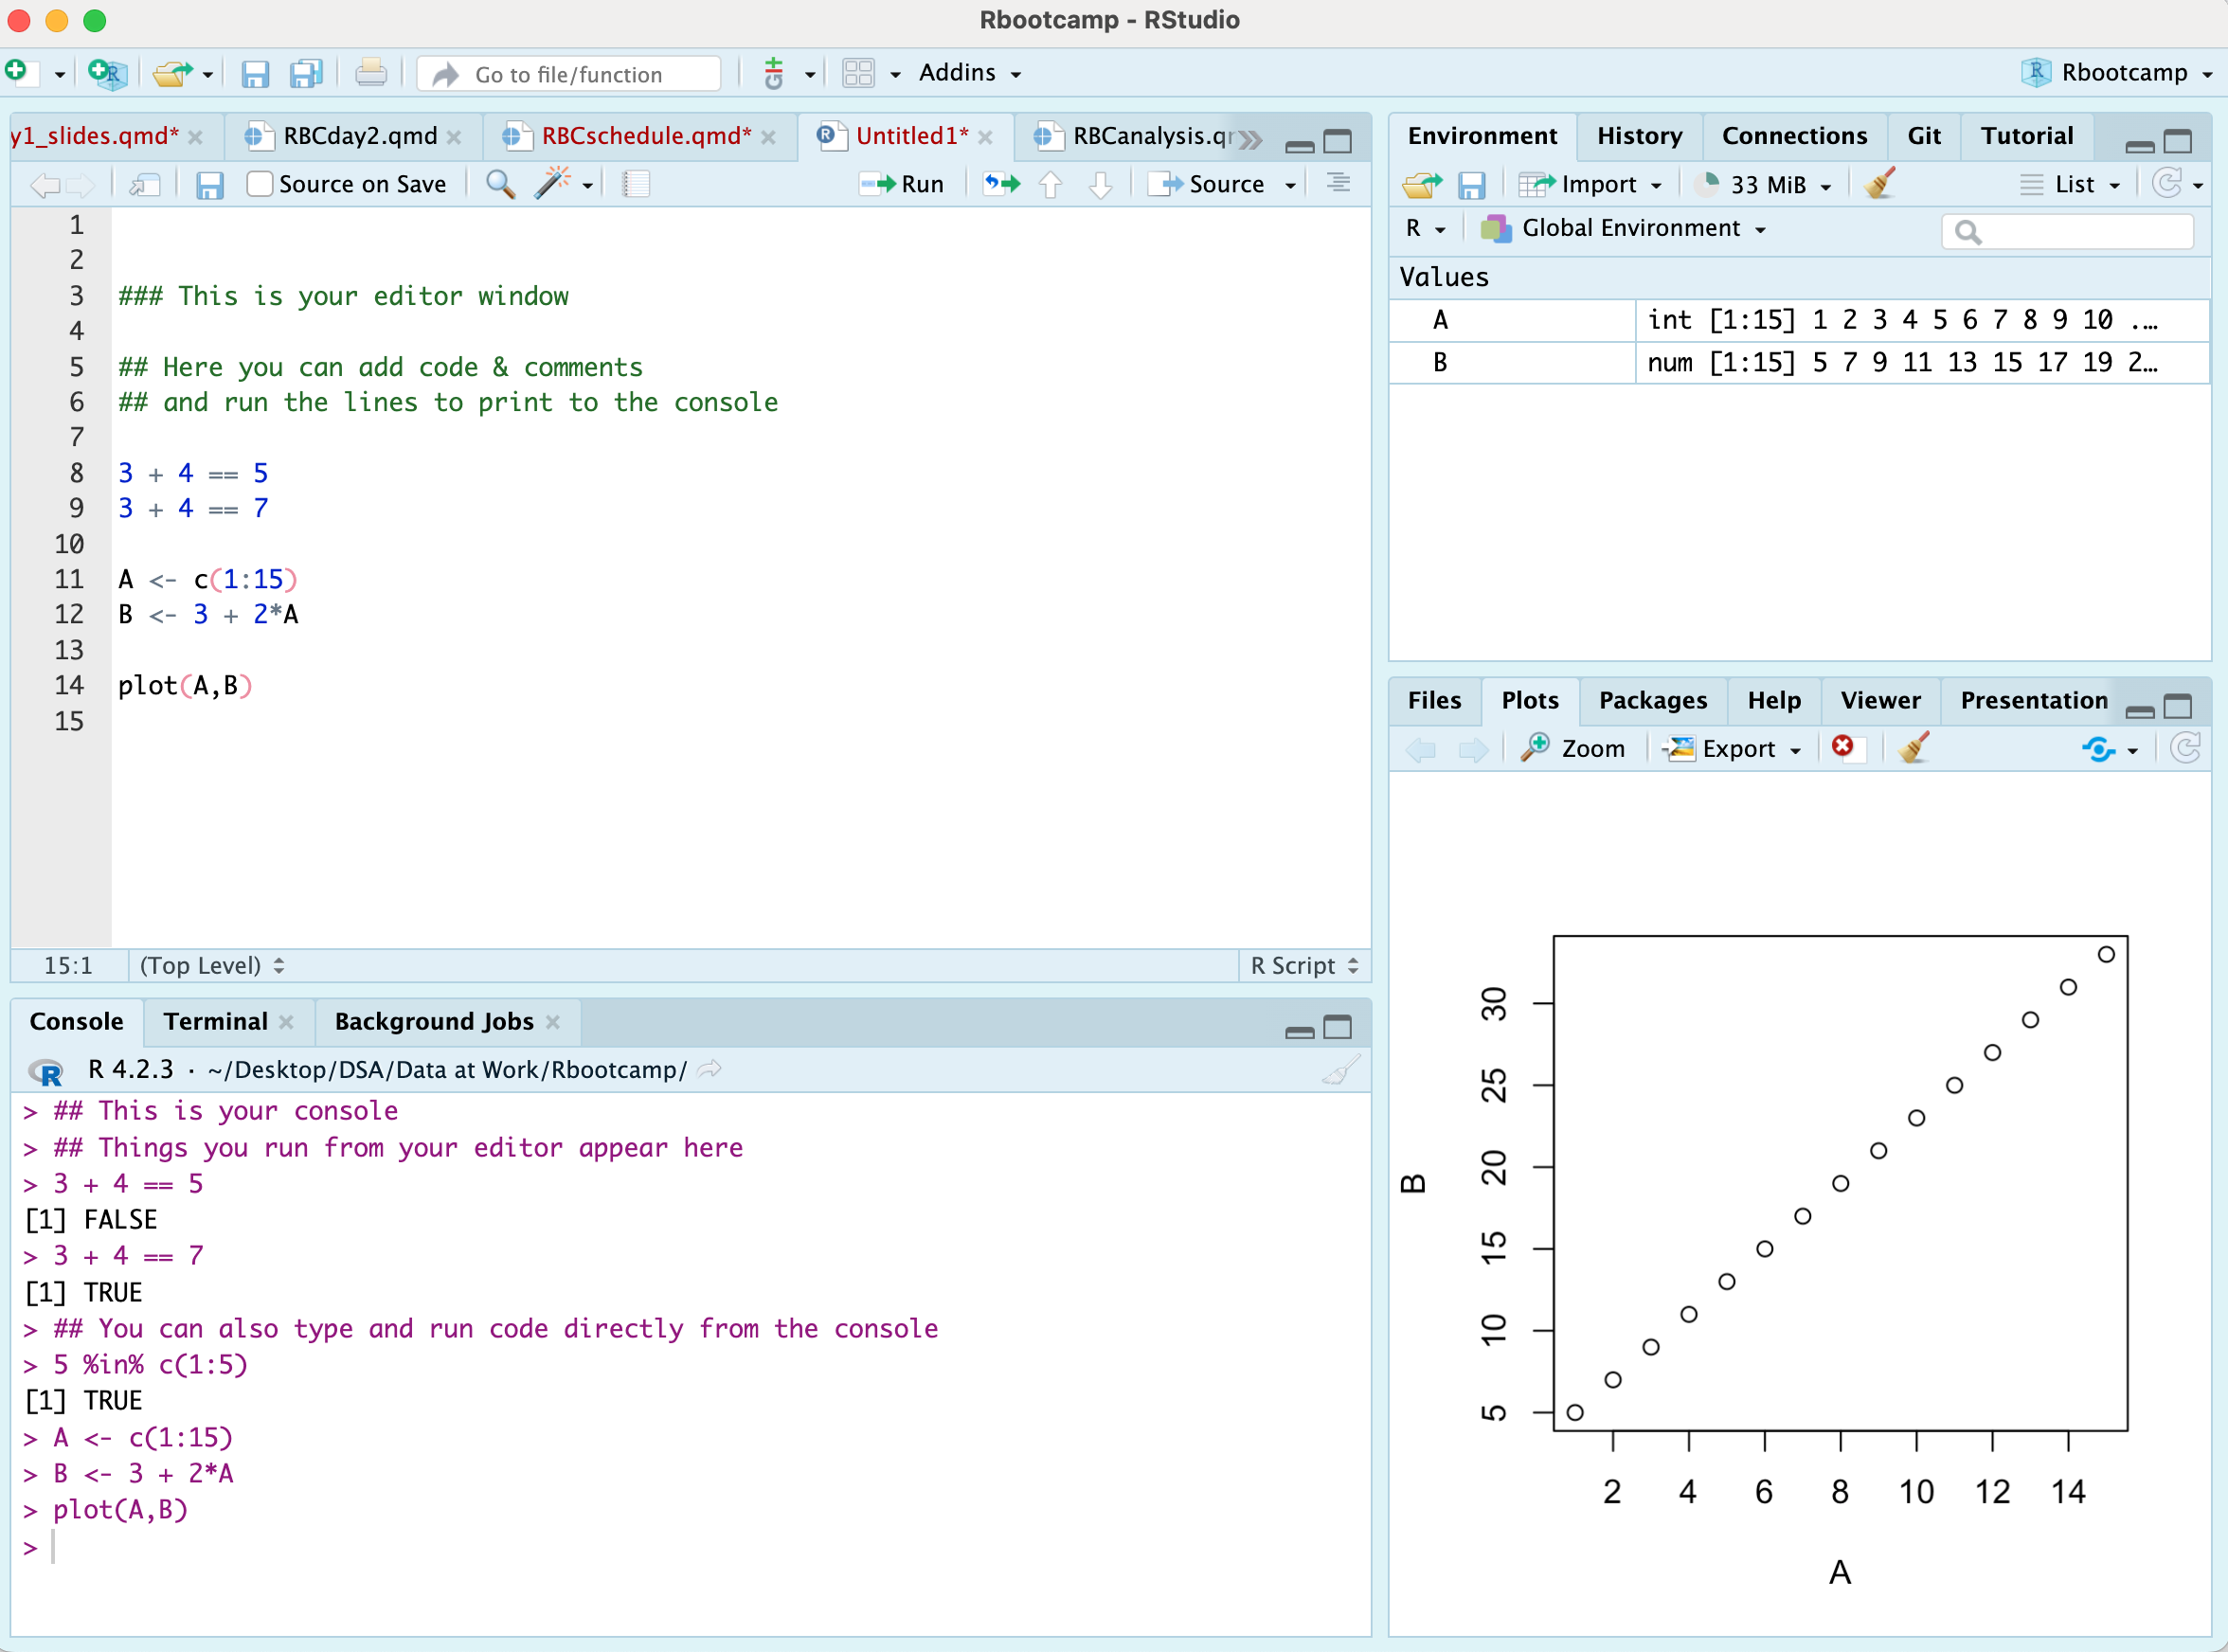 Rbootcamp - RStudio
Go to file/function
Addins
Rbootcamp
y1_slides.qmd*
RBCday2.qmd
RBCschedule.qmd*
Untitled1*
RBCanalysis.qr
Source on Save
Run
Source
1
2
3 ### This is your editor window
4
5 ## Here you can add code & comments
6 ## and run the lines to print to the console
7
8 3 + 4 == 5
9 3 + 4 == 7
10
11 A <- c(1:15)
12 B <- 3 + 2*A
13
14 plot(A,B)
15
15:1 (Top Level) R Script
Console Terminal Background Jobs
R 4.2.3 · ~/Desktop/DSA/Data at Work/Rbootcamp/
> ## This is your console
> ## Things you run from your editor appear here
> 3 + 4 == 5
[1] FALSE
> 3 + 4 == 7
[1] TRUE
> ## You can also type and run code directly from the console
> 5 %in% c(1:5)
[1] TRUE
> A <- c(1:15)
> B <- 3 + 2*A
> plot(A,B)
>
Environment History Connections Git Tutorial
Import 33 MiB List
R Global Environment
Values
A int [1:15] 1 2 3 4 5 6 7 8 9 10 ...
B num [1:15] 5 7 9 11 13 15 17 19 2...
Files Plots Packages Help Viewer Presentation
Zoom Export
B
30
25
20
15
10
5
2 4 6 8 10 12 14
A